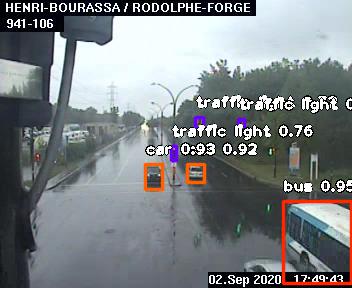 HENRI-BOURASSA / RODOLPHE-FORGE
941-106
traffic light 0
traffic light 0.76
car 0.93 0.92
bus 0.95
02.Sep 2020 17:49:43